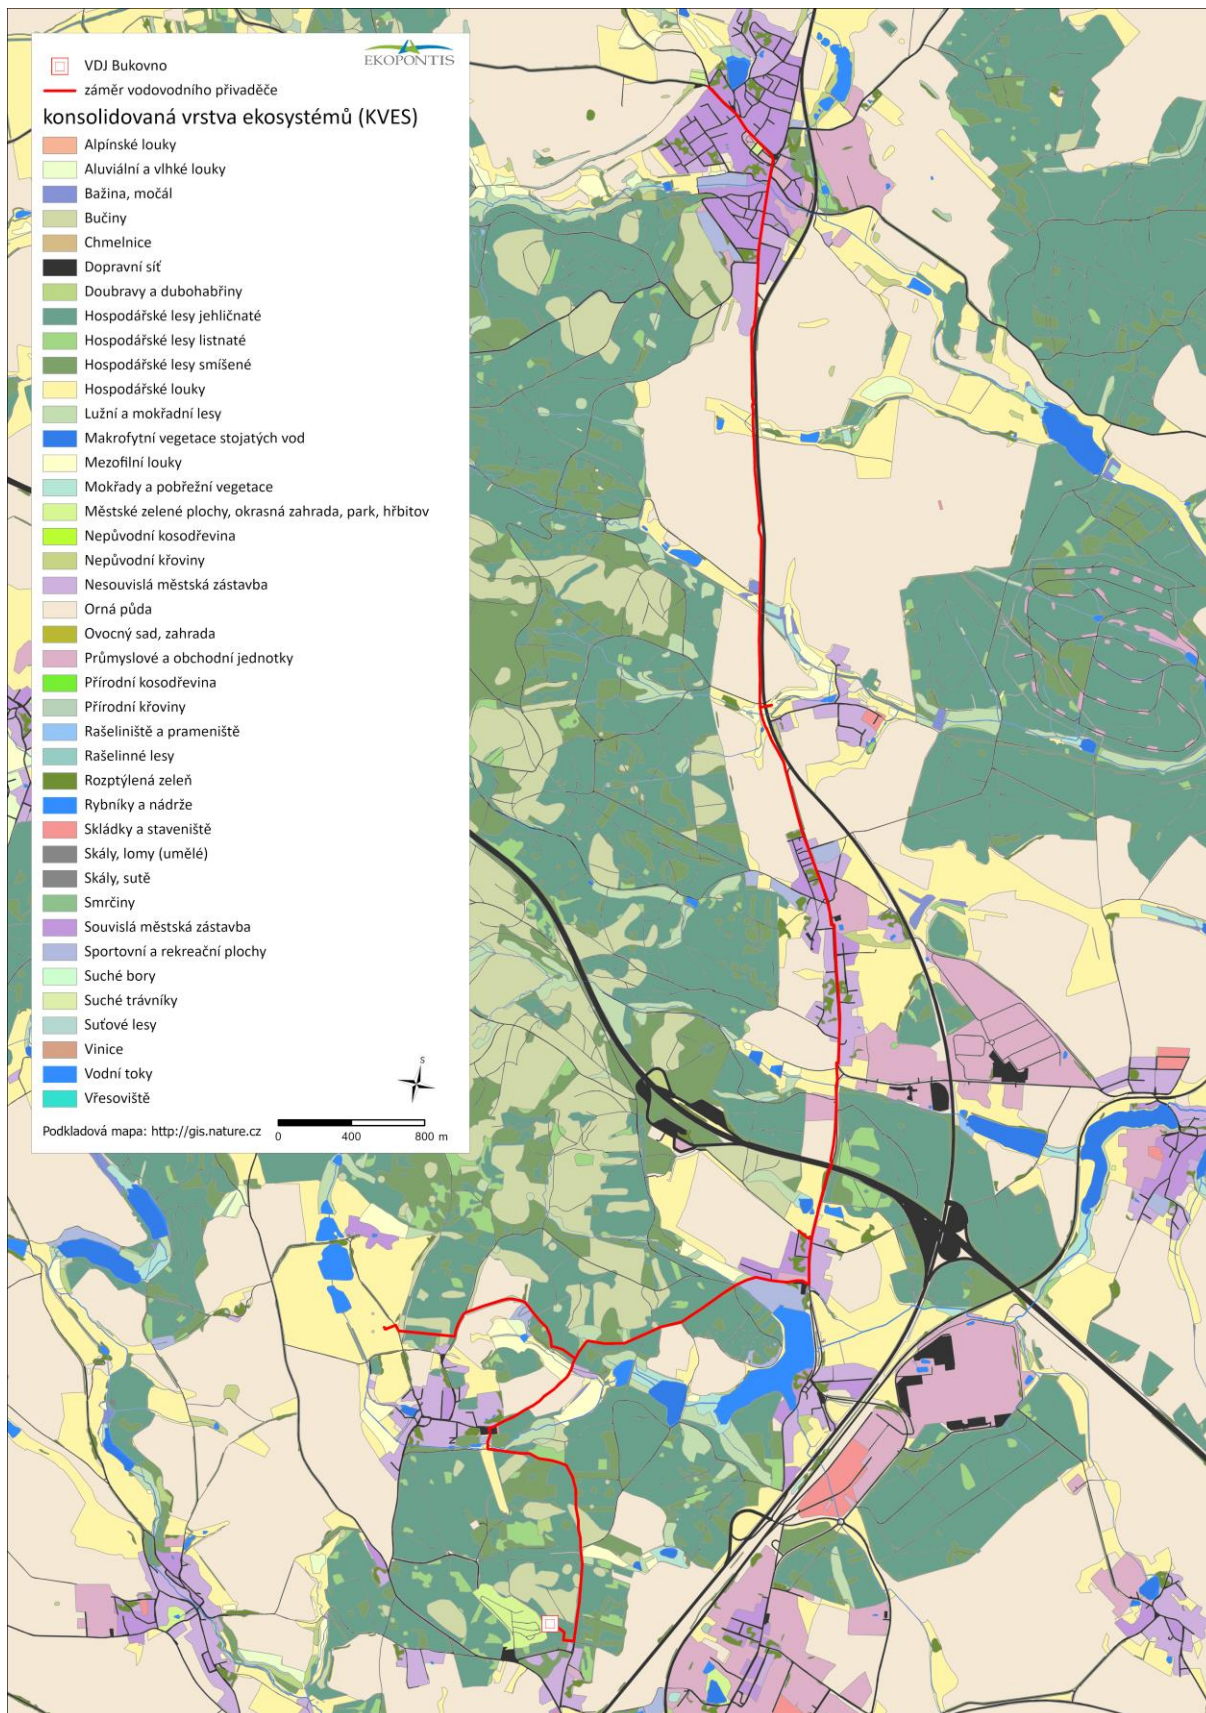 EKOPONTIS
VDJ Bukovno
záměr vodovodního přivaděče
konsolidovaná vrstva ekosystémů (KVES)
Alpínské louky
Aluviální a vlhké louky
Bažina, močál
Bučiny
Chmelnice
Dopravní síť
Doubravy a dubohabřiny
Hospodářské lesy jehličnaté
Hospodářské lesy listnaté
Hospodářské lesy smíšené
Hospodářské louky
Lužní a mokřadní lesy
Makrofytní vegetace stojatých vod
Mezofilní louky
Mokřady a pobřežní vegetace
Městské zelené plochy, okrasná zahrada, park, hřbitov
Nepůvodní kosodřevina
Nepůvodní křoviny
Nesouvislá městská zástavba
Orná půda
Ovocný sad, zahrada
Průmyslové a obchodní jednotky
Přírodní kosodřevina
Přírodní křoviny
Rašeliniště a prameniště
Rašelinné lesy
Rozptýlená zeleň
Rybníky a nádrže
Skládky a staveniště
Skály, lomy (umělé)
Skály, sutě
Smrčiny
Souvislá městská zástavba
Sportovní a rekreační plochy
Suché bory
Suché trávníky
Suťové lesy
Vinice
Vodní toky
Vřesoviště
S
Podkladová mapa: http://gis.nature.cz
0 400 800 m